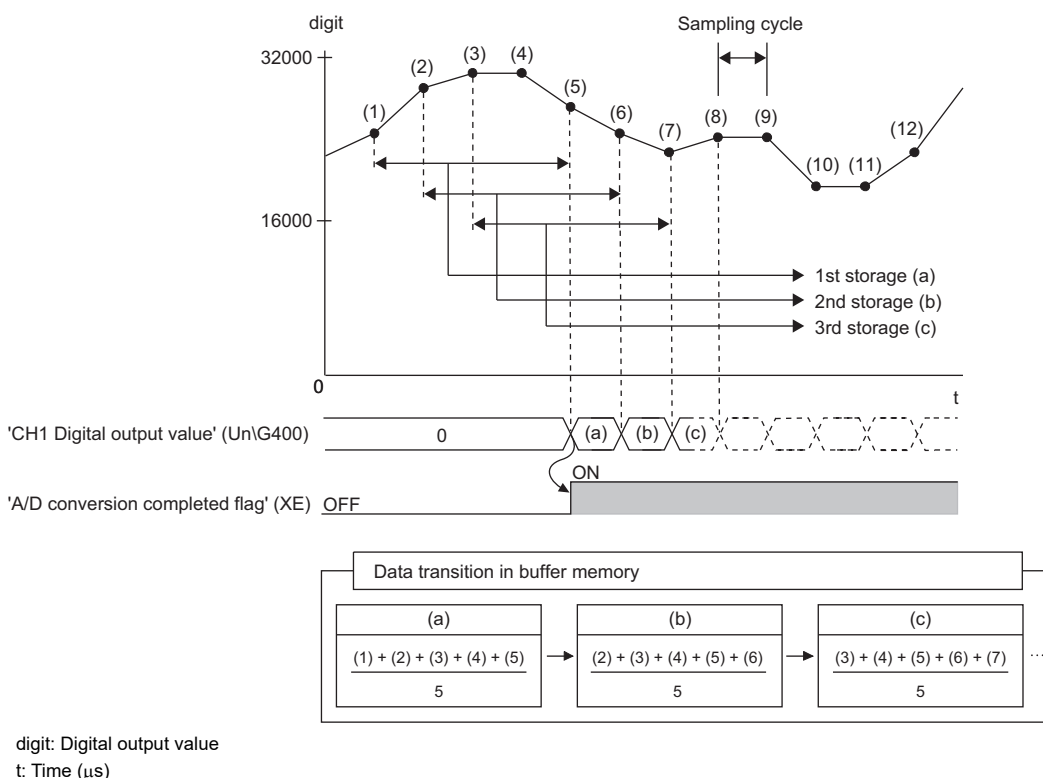 digit
Sampling cycle
32000
(1)
(2)
(3)
(4)
(5)
(6)
(7)
(8)
(9)
(10)
(11)
(12)
16000
1st storage (a)
2nd storage (b)
3rd storage (c)
0
t
'CH1 Digital output value' (Un\G400)
0
(a)
(b)
(c)
ON
'A/D conversion completed flag' (XE)
OFF
Data transition in buffer memory
(a)
(1) + (2) + (3) + (4) + (5)
5
(b)
(2) + (3) + (4) + (5) + (6)
5
(c)
(3) + (4) + (5) + (6) + (7)
5
...
digit: Digital output value
t: Time (μs)